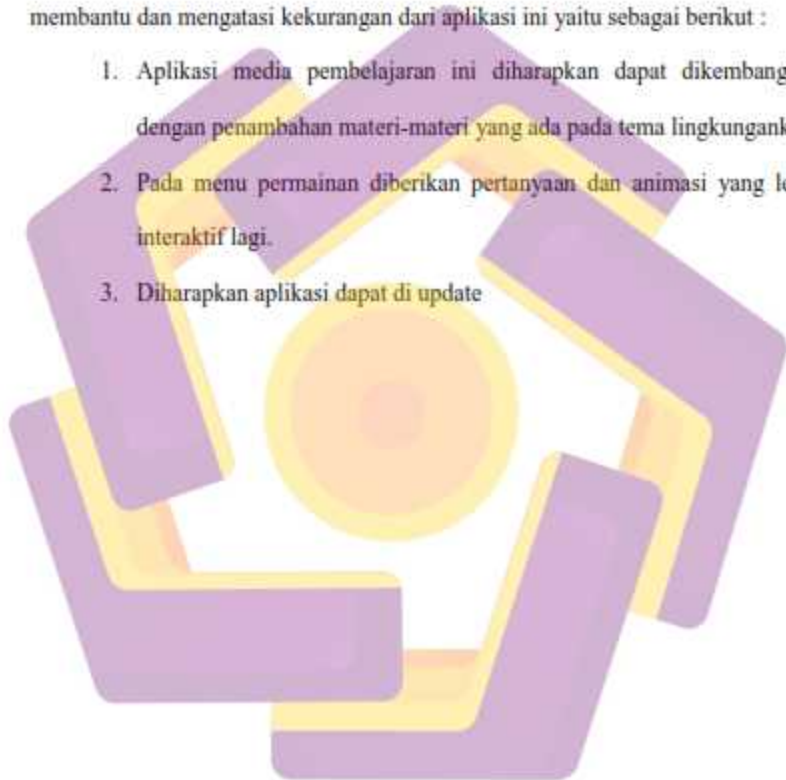 membantu dan mengatasi kekurangan dari aplikasi ini yaitu sebagai berikut :
1. Aplikasi media pembelajaran ini diharapkan dapat dikembang
dengan penambahan materi-materi yang ada pada tema lingkungank
2. Pada menu permainan diberikan pertanyaan dan animasi yang le
interaktif lagi.
3. Diharapkan aplikasi dapat di update